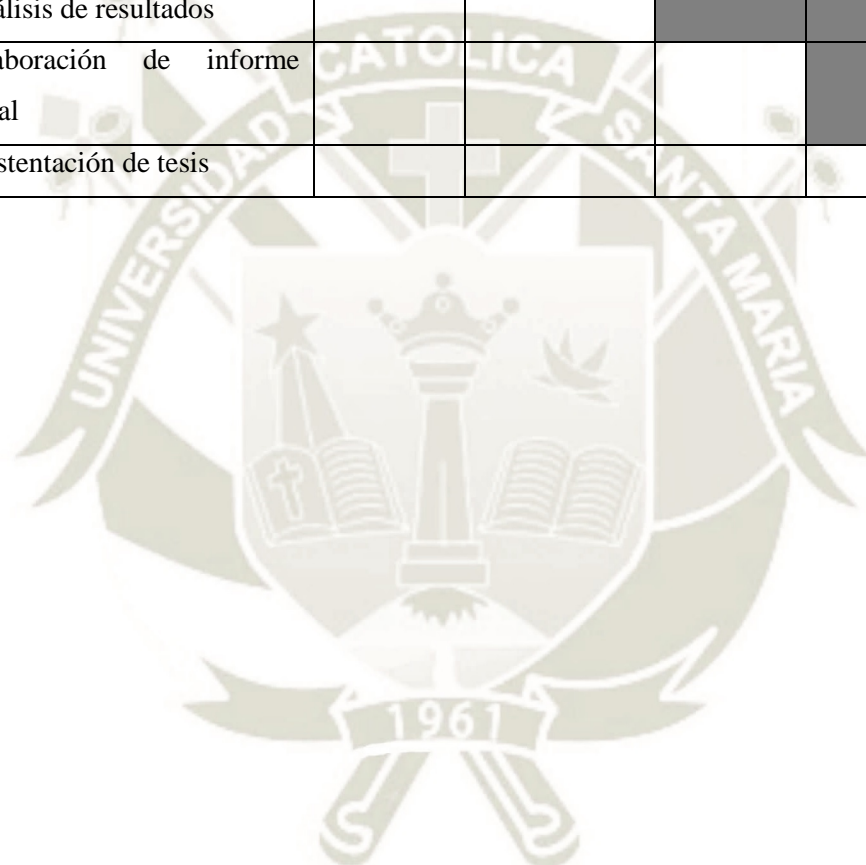 álisis de resultados
aboración de informe
al
stentación de tesis
UNIVERSIDAD CATOLICA SANTA MARIA
1961
S